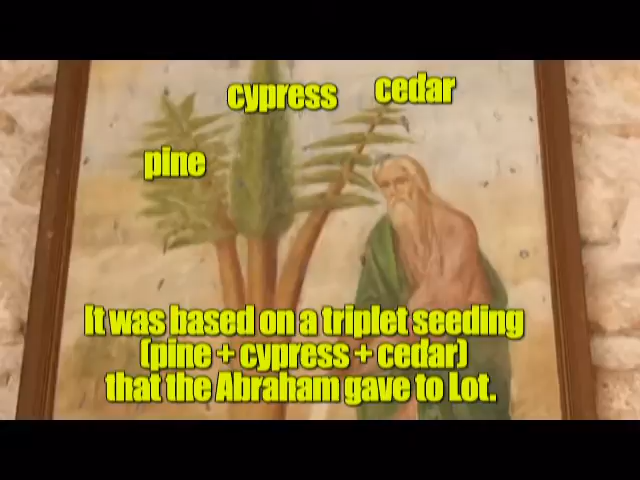 cypress
cedar
pine
It was based on a triplet seeding
(pine + cypress + cedar)
that the Abraham gave to Lot.